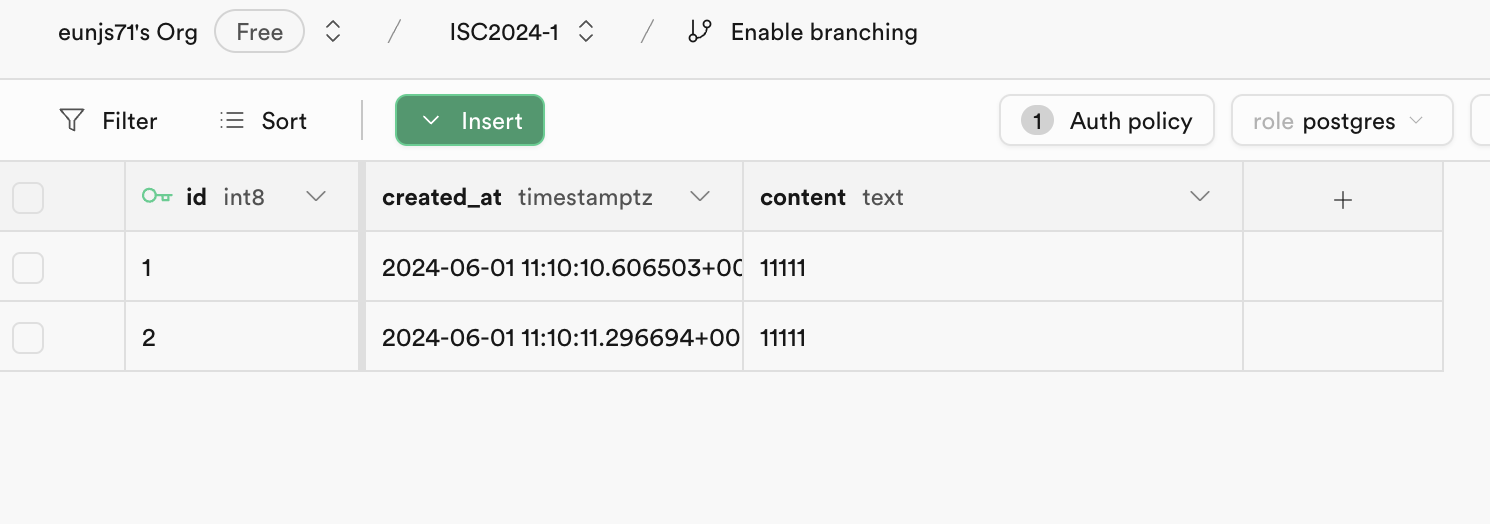 eunjs71's Org Free / ISC2024-1 / Enable branching
Filter Sort Insert 1 Auth policy role postgres
id int8 created_at timestamptz content text +
1 2024-06-01 11:10:10.606503+00 11111
2 2024-06-01 11:10:11.296694+00 11111